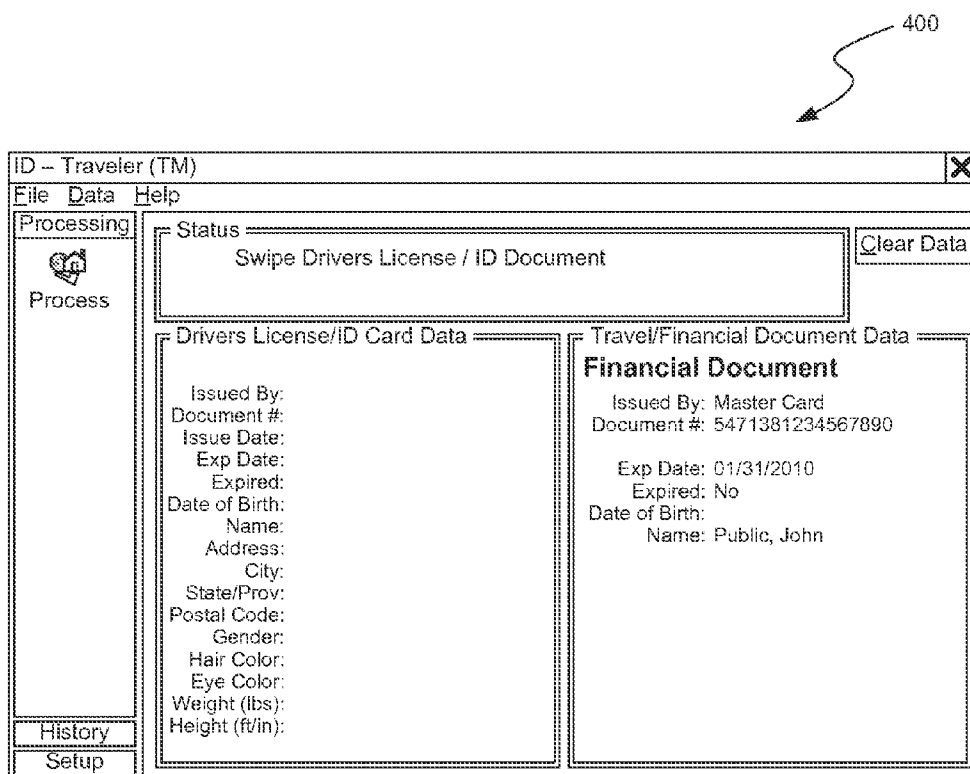 400
ID – Traveler (TM)
File Data Help
Processing
Process
History
Setup
Status
Swipe Drivers License / ID Document
Clear Data
Drivers License/ID Card Data
Issued By:
Document #:
Issue Date:
Exp Date:
Expired:
Date of Birth:
Name:
Address:
City:
State/Prov:
Postal Code:
Gender:
Hair Color:
Eye Color:
Weight (lbs):
Height (ft/in):
Travel/Financial Document Data
Financial Document
Issued By: Master Card
Document #: 5471381234567890
Exp Date: 01/31/2010
Expired: No
Date of Birth:
Name: Public, John